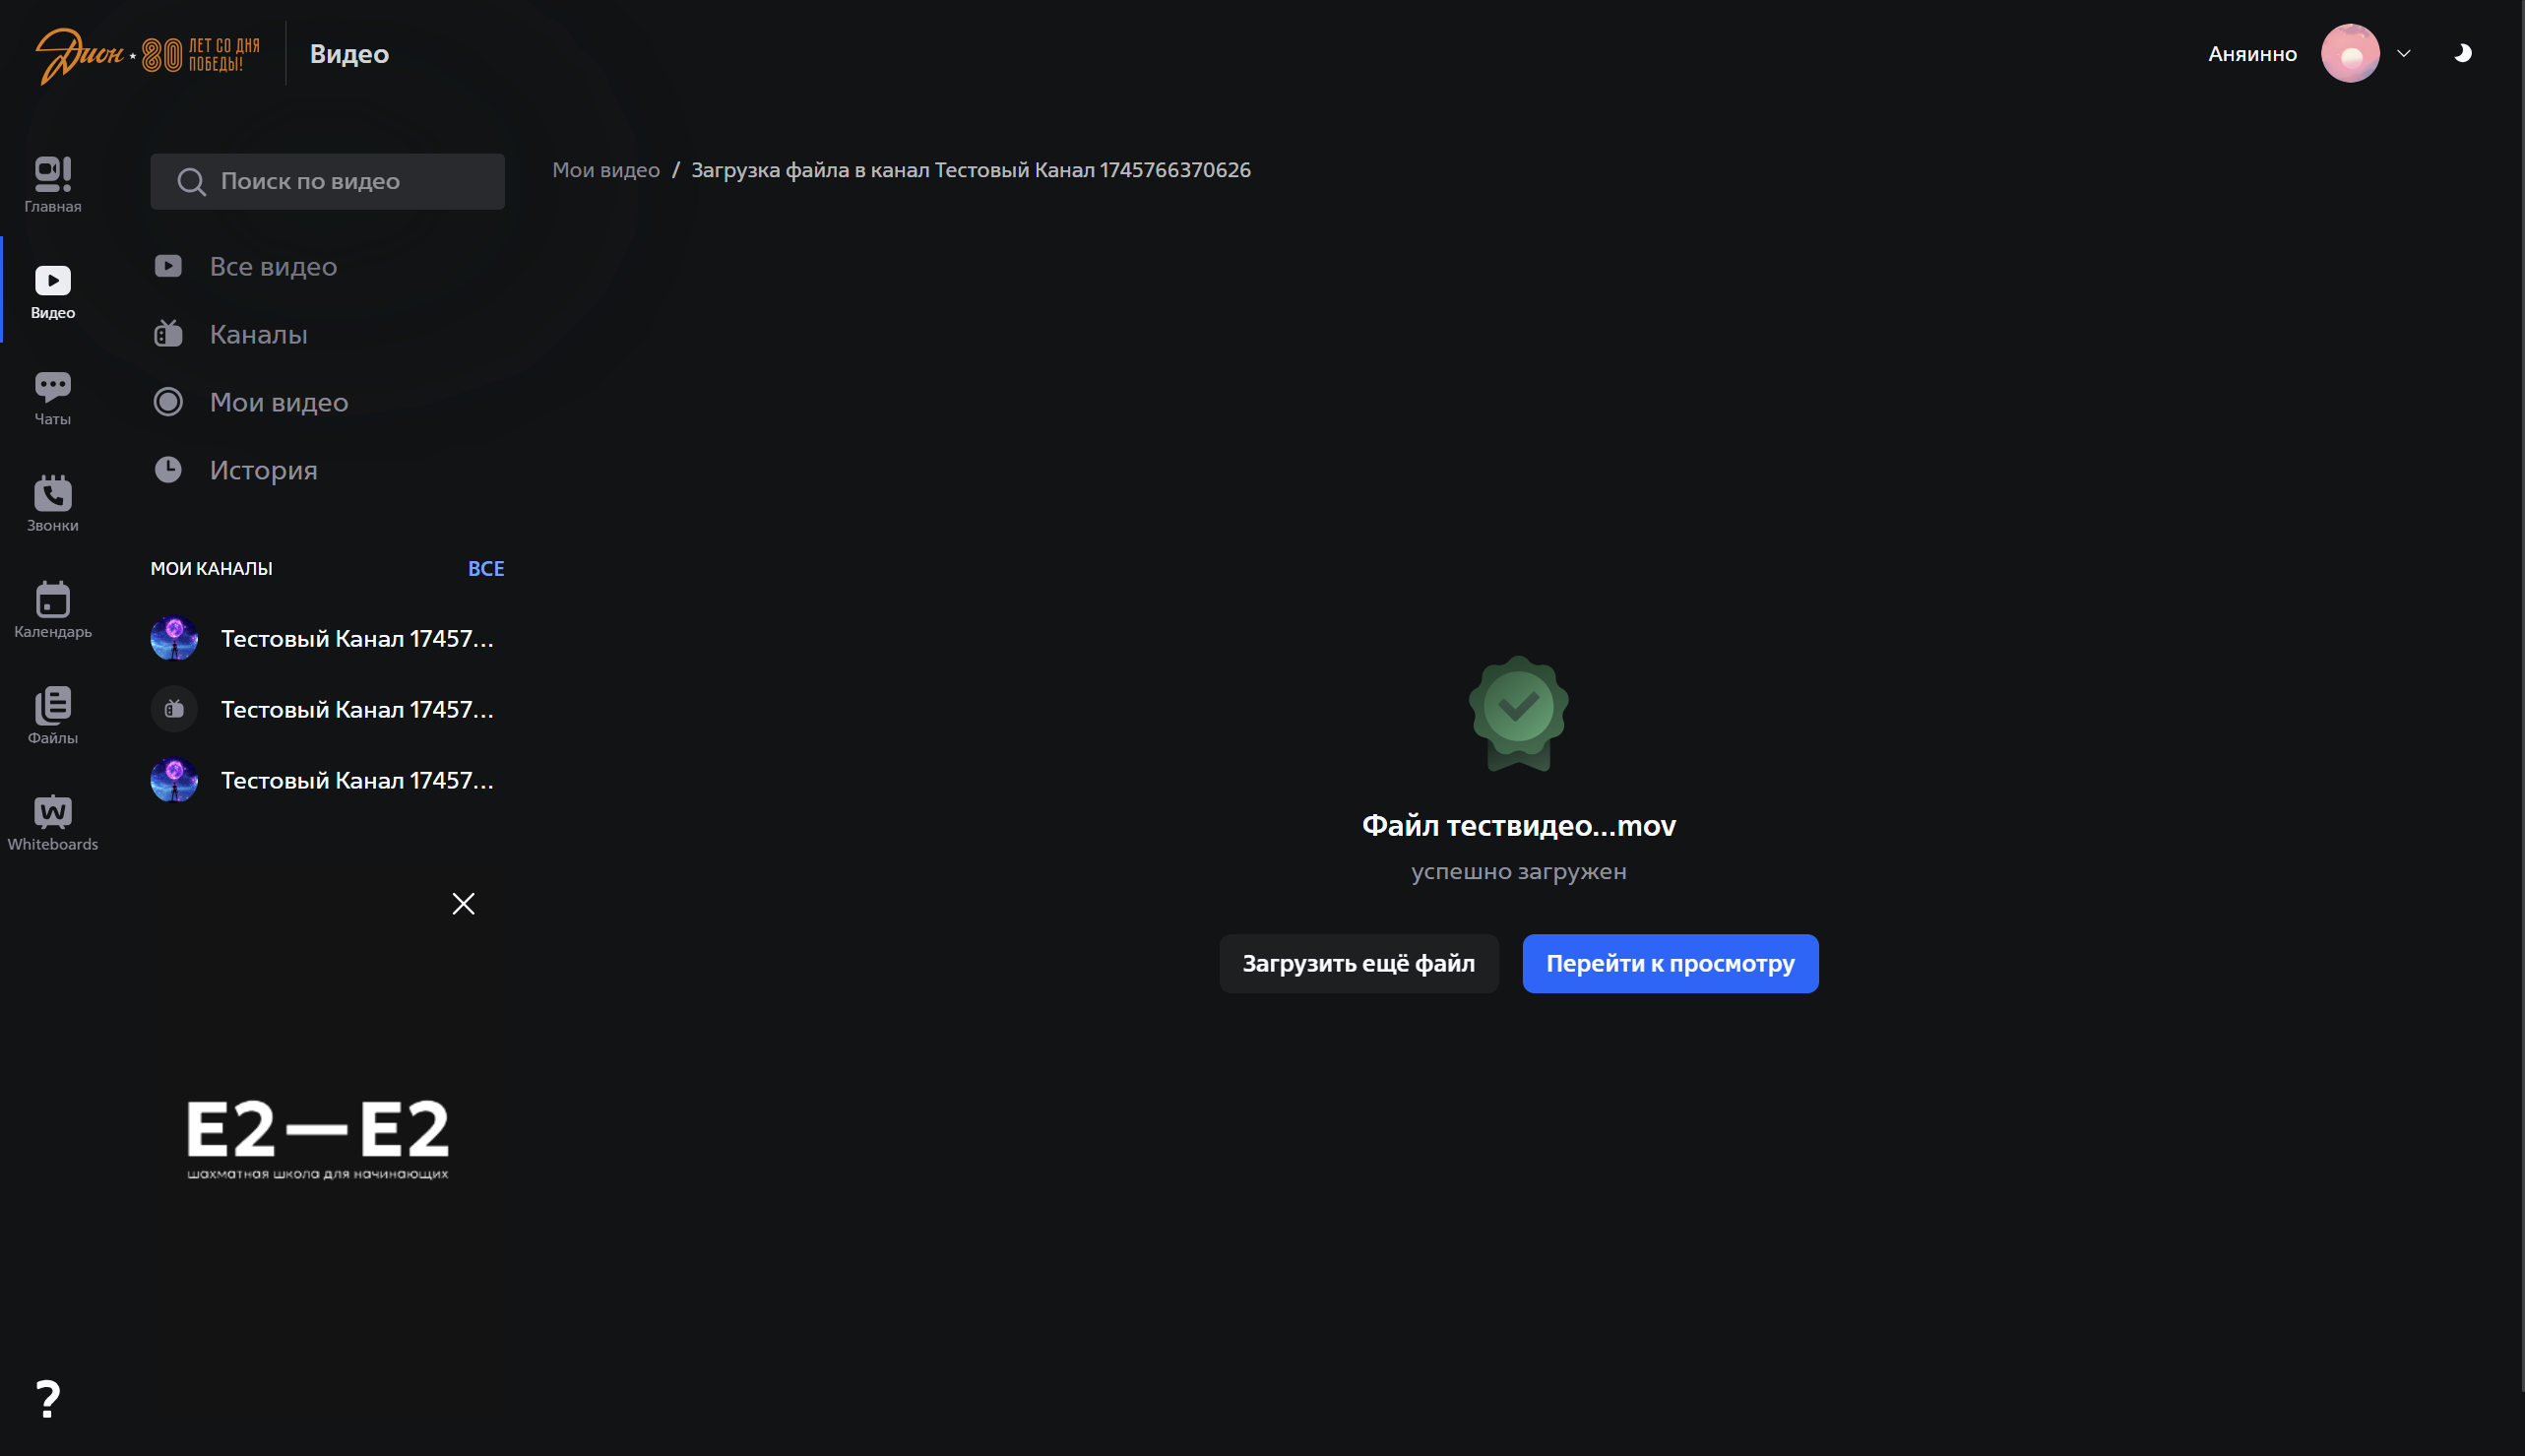 Дион
80 ЛЕТ СО ДНЯ
ПОБЕДЫ!
Видео
Аняинно
Главная
Видео
Чаты
Звонки
Календарь
Файлы
Whiteboards
Поиск по видео
Все видео
Каналы
Мои видео
История
МОИ КАНАЛЫ ВСЕ
Тестовый Канал 17457...
Тестовый Канал 17457...
Тестовый Канал 17457...
E2—E2
шахматная школа для начинающих
Мои видео / Загрузка файла в канал Тестовый Канал 1745766370626
Файл тествидео...mov
успешно загружен
Загрузить ещё файл
Перейти к просмотру
?